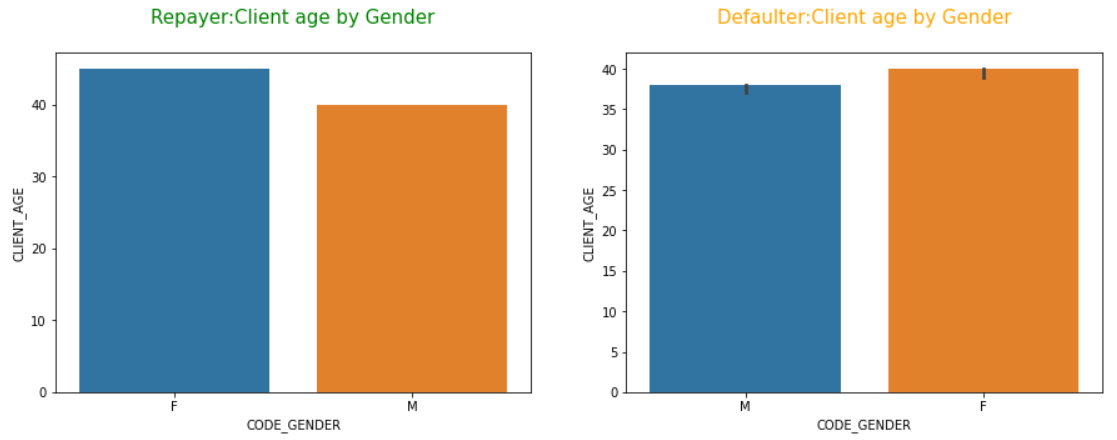 Repayer:Client age by Gender
CLIENT_AGE
40
30
20
10
0
F M
CODE_GENDER
Defaulter:Client age by Gender
CLIENT_AGE
40
35
30
25
20
15
10
5
0
M F
CODE_GENDER